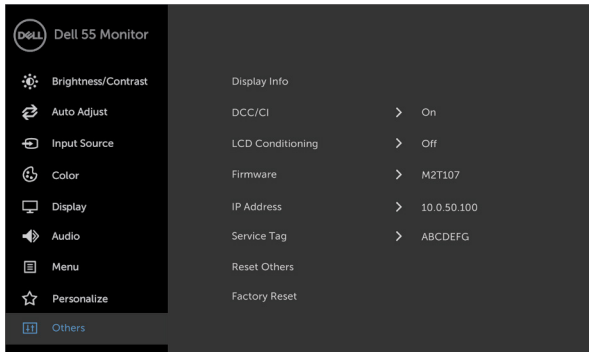 DELL Dell 55 Monitor
Brightness/Contrast
Auto Adjust
Input Source
Color
Display
Audio
Menu
Personalize
Others
Display Info
DCC/CI > On
LCD Conditioning > Off
Firmware > M2T107
IP Address > 10.0.50.100
Service Tag > ABCDEFG
Reset Others
Factory Reset